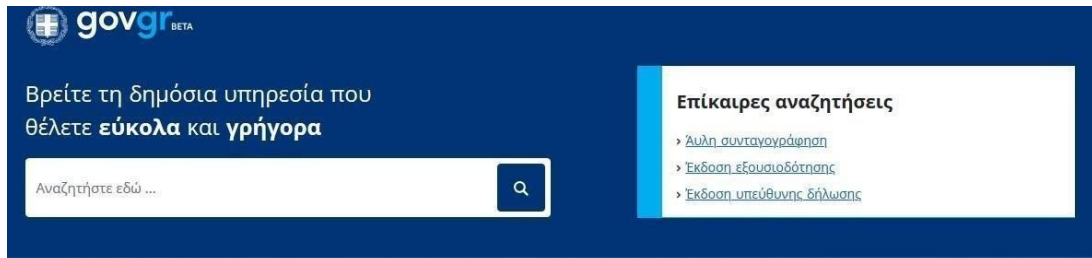 govgr BETA
Βρείτε τη δημόσια υπηρεσία που
θέλετε εύκολα και γρήγορα
Αναζητήστε εδώ ...
Επίκαιρες αναζητήσεις
› Άυλη συνταγογράφηση
› Έκδοση εξουσιοδότησης
› Έκδοση υπεύθυνης δήλωσης